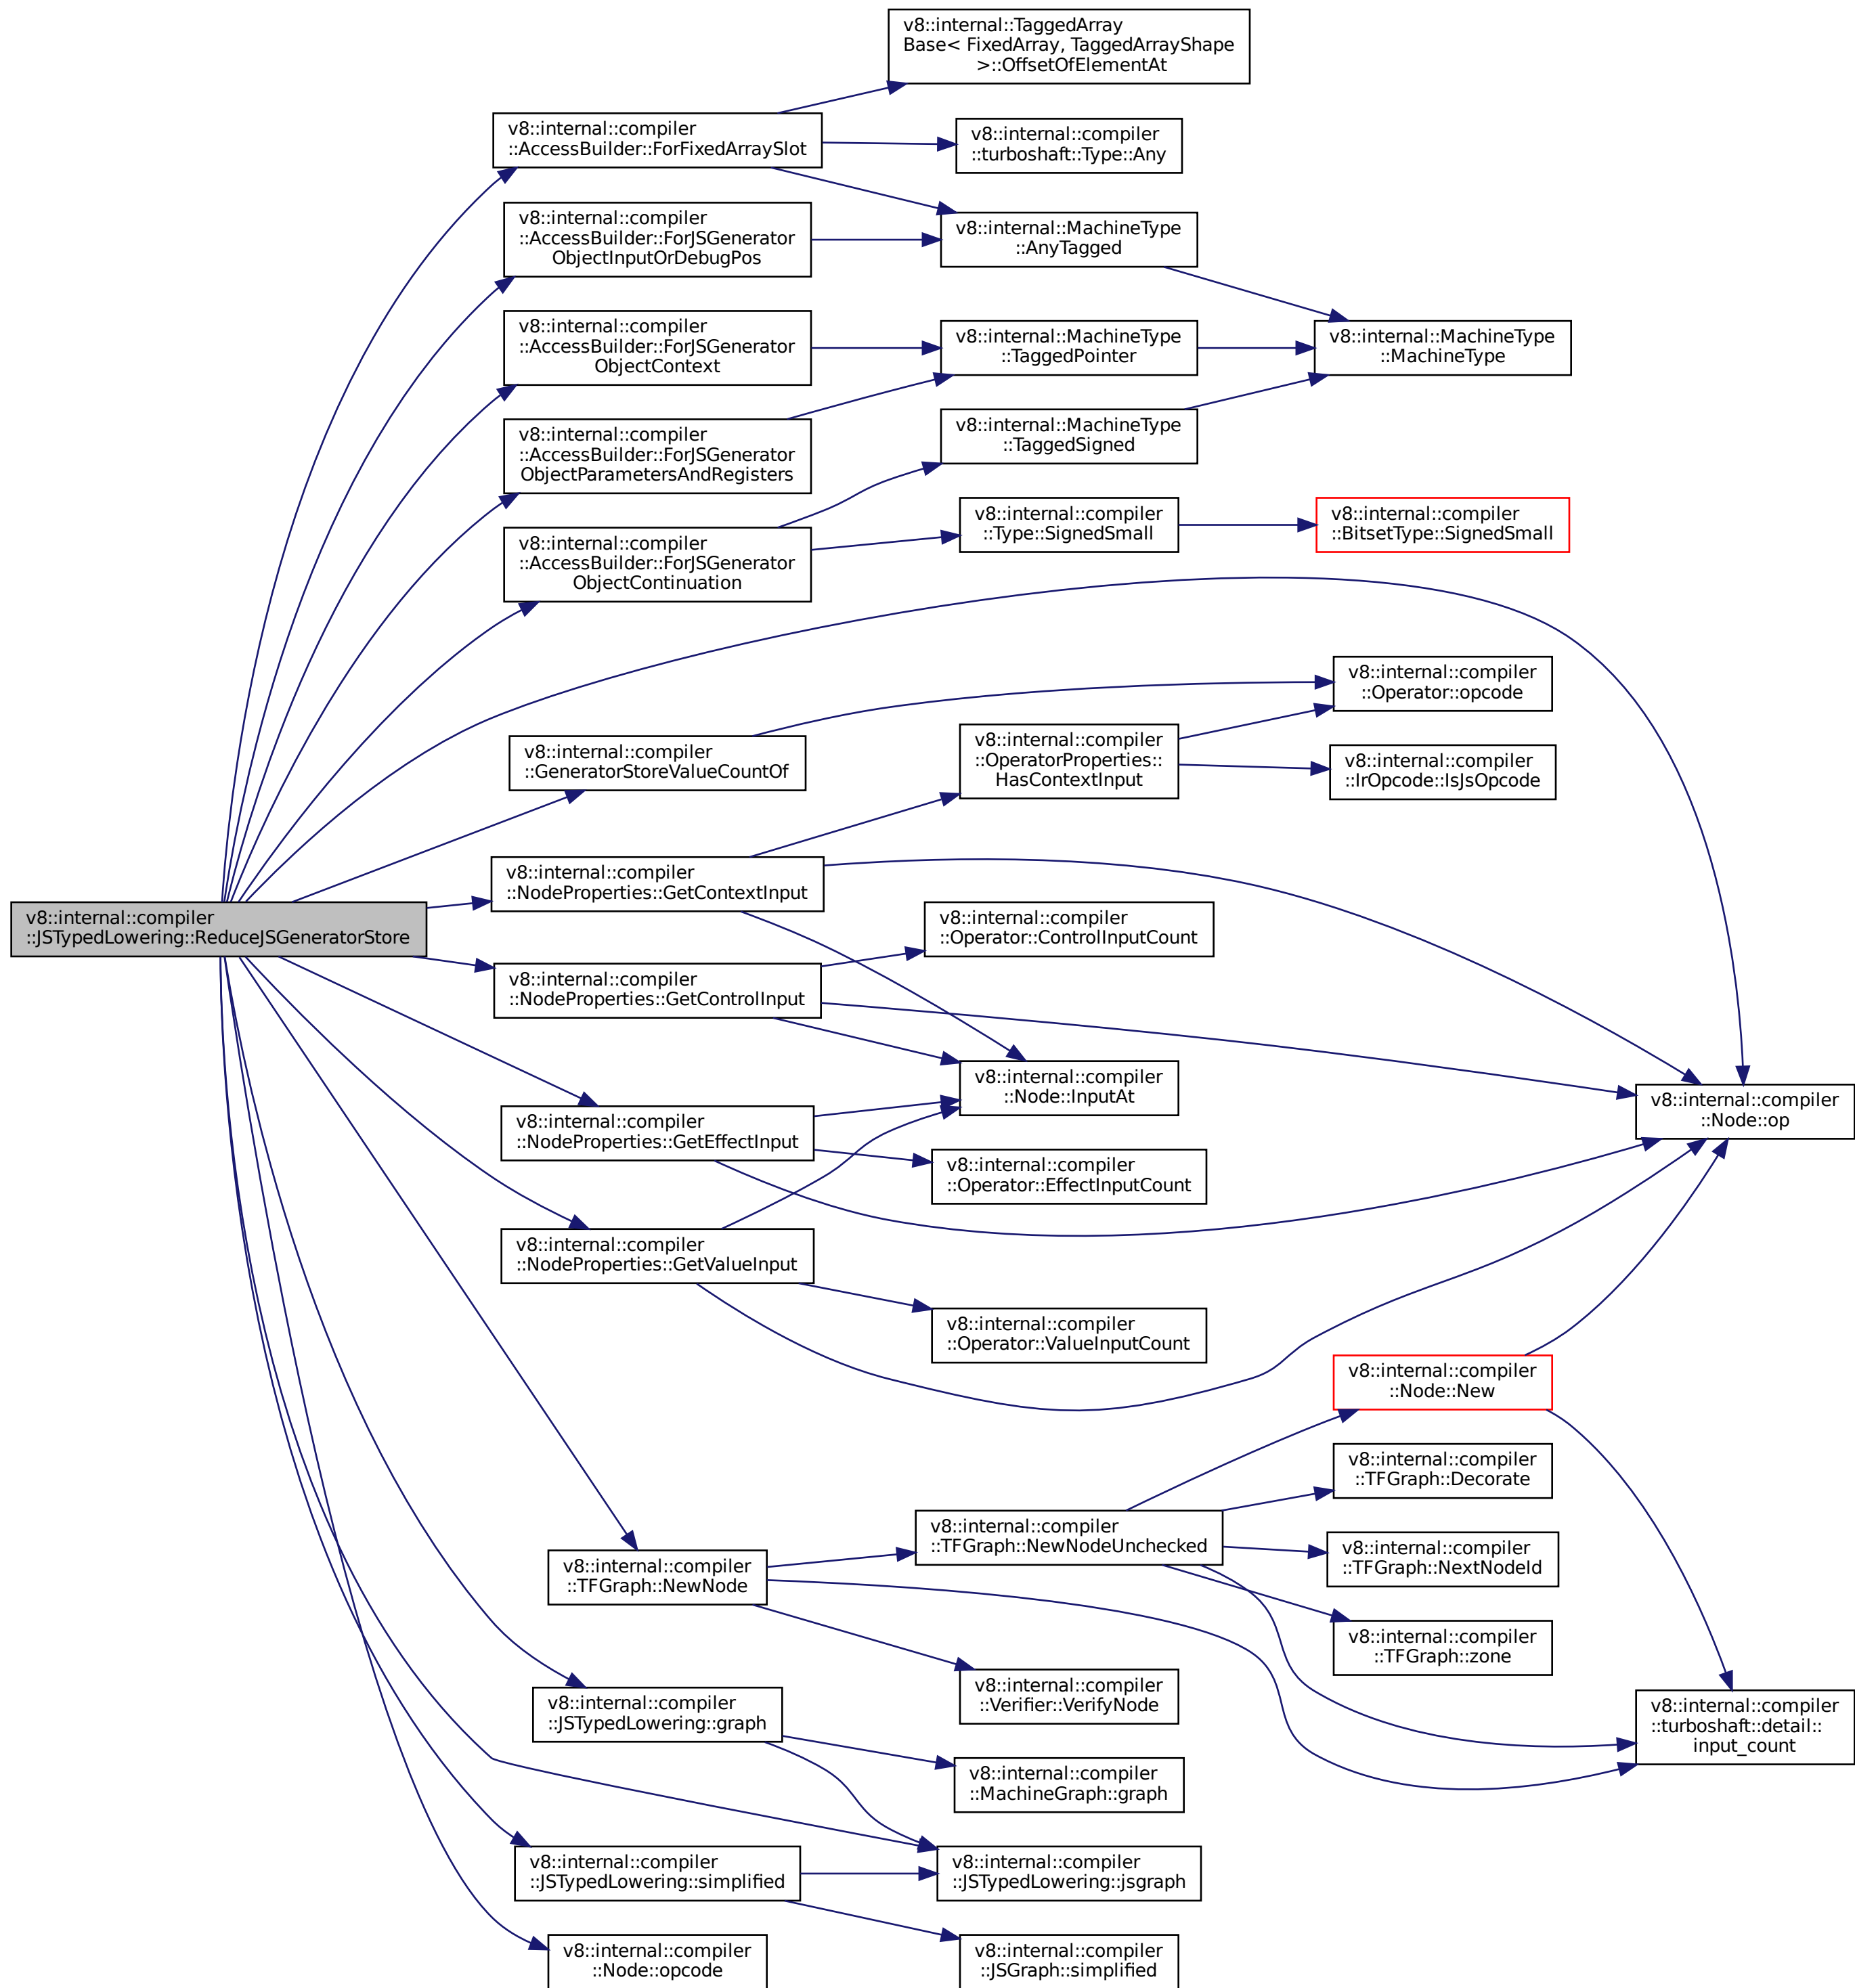 v8::internal::TaggedArray
Base< FixedArray, TaggedArrayShape
>::OffsetOfElementAt
v8::internal::compiler
::AccessBuilder::ForFixedArraySlot
v8::internal::compiler
::turboshaft::Type::Any
v8::internal::compiler
::AccessBuilder::ForJSGenerator
ObjectInputOrDebugPos
v8::internal::MachineType
::AnyTagged
v8::internal::compiler
::AccessBuilder::ForJSGenerator
ObjectContext
v8::internal::MachineType
::TaggedPointer
v8::internal::MachineType
::MachineType
v8::internal::compiler
::AccessBuilder::ForJSGenerator
ObjectParametersAndRegisters
v8::internal::MachineType
::TaggedSigned
v8::internal::compiler
::AccessBuilder::ForJSGenerator
ObjectContinuation
v8::internal::compiler
::Type::SignedSmall
v8::internal::compiler
::BitsetType::SignedSmall
v8::internal::compiler
::Operator::opcode
v8::internal::compiler
::GeneratorStoreValueCountOf
v8::internal::compiler
::OperatorProperties::
HasContextInput
v8::internal::compiler
::IrOpcode::IsJsOpcode
v8::internal::compiler
::NodeProperties::GetContextInput
v8::internal::compiler
::JSTypedLowering::ReduceJSGeneratorStore
v8::internal::compiler
::Operator::ControlInputCount
v8::internal::compiler
::NodeProperties::GetControlInput
v8::internal::compiler
::Node::InputAt
v8::internal::compiler
::Node::op
v8::internal::compiler
::NodeProperties::GetEffectInput
v8::internal::compiler
::Operator::EffectInputCount
v8::internal::compiler
::NodeProperties::GetValueInput
v8::internal::compiler
::Operator::ValueInputCount
v8::internal::compiler
::Node::New
v8::internal::compiler
::TFGraph::Decorate
v8::internal::compiler
::TFGraph::NewNodeUnchecked
v8::internal::compiler
::TFGraph::NextNodeId
v8::internal::compiler
::TFGraph::NewNode
v8::internal::compiler
::TFGraph::zone
v8::internal::compiler
::Verifier::VerifyNode
v8::internal::compiler
::JSTypedLowering::graph
v8::internal::compiler
::turboshaft::detail::
input_count
v8::internal::compiler
::MachineGraph::graph
v8::internal::compiler
::JSTypedLowering::simplified
v8::internal::compiler
::JSTypedLowering::jsgraph
v8::internal::compiler
::Node::opcode
v8::internal::compiler
::JSGraph::simplified